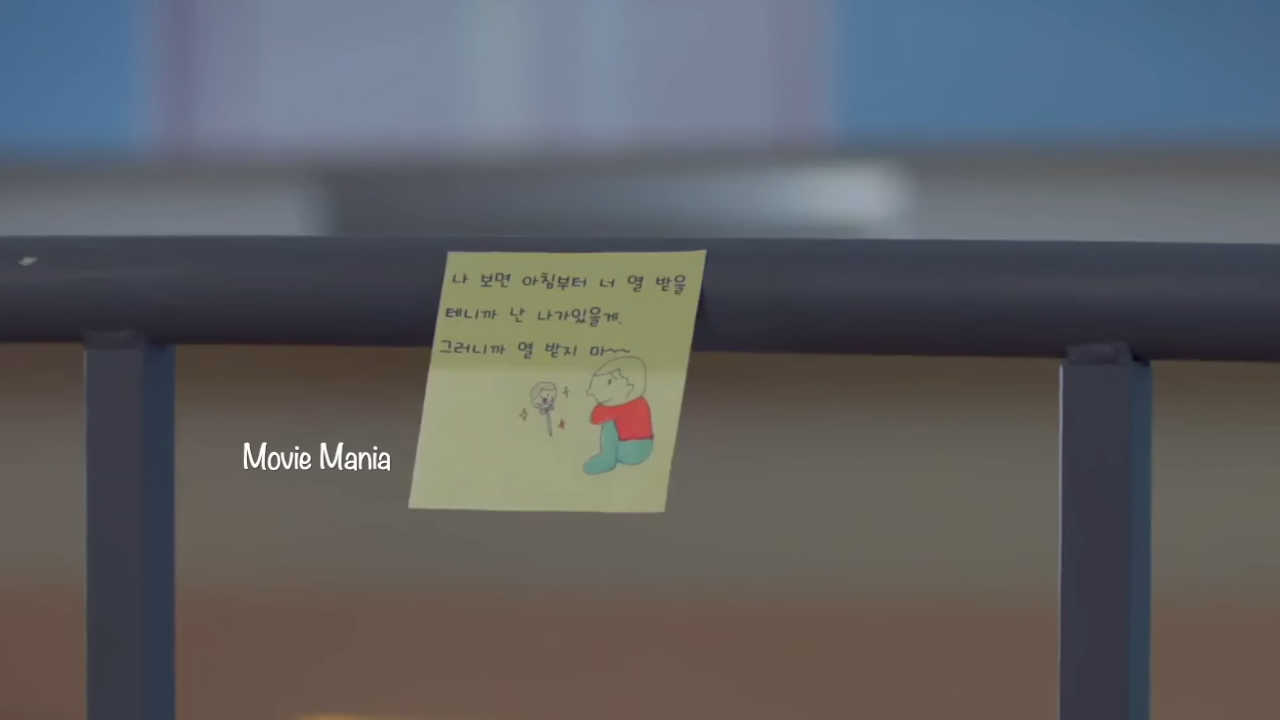 나 보면 아침부터 너 열 받을
테니까 난 나가있을게.
그러니까 열 받지 마~~
Movie Mania